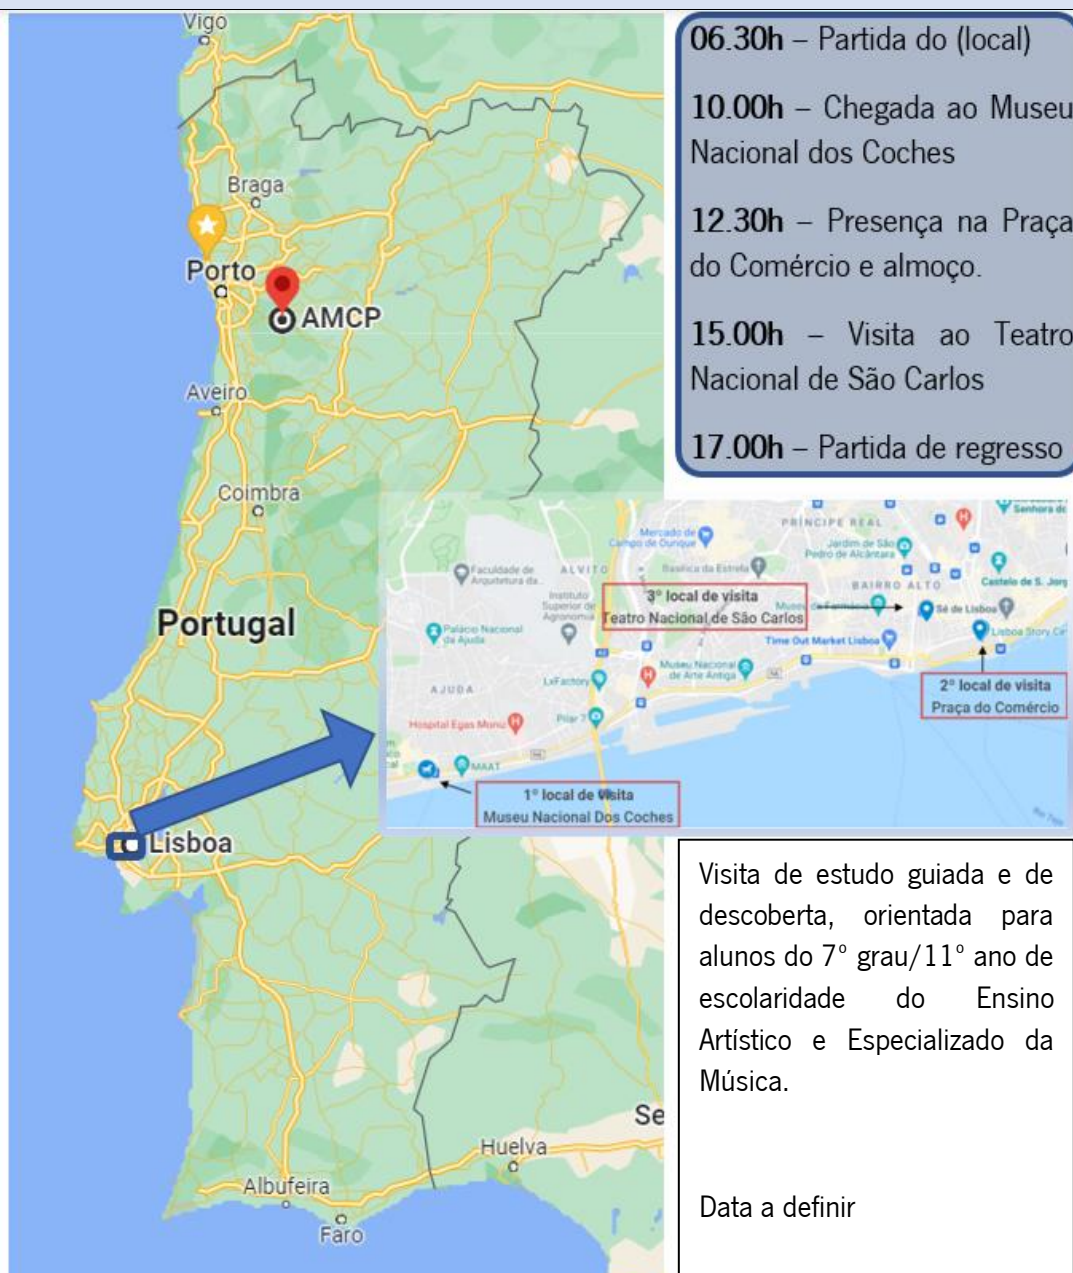 Vigo
Braga
Porto
AMCP
Aveiro
Coimbra
Portugal
Lisboa
Se
Huelva
Albufeira
Faro
06.30h – Partida do (local)
10.00h – Chegada ao Museu
Nacional dos Coches
12.30h – Presença na Praça
do Comércio e almoço.
15.00h – Visita ao Teatro
Nacional de São Carlos
17.00h – Partida de regresso
Senhora do
PRÍNCIPE REAL
Mercado de
Campo de Ourique
Jardim de São
Pedro de Alcântara
Faculdade de
Arquitetura da...
ALVITO
Basílica da Estrela
BAIRRO ALTO
Castelo de S. Jorg
Instituto
Superior de
Agronomia
3º local de visita
Teatro Nacional de São Carlos
Sé de Lisboa
Palácio Nacional
da Ajuda
Time Out Market Lisboa
Lisboa Story Ce
Museu Nacional
de Arte Antiga
LxFactory
AJUDA
2º local de visita
Praça do Comércio
Hospital Egas Moniz
Pilar 7
MAAT
1º local de visita
Museu Nacional Dos Coches
Visita de estudo guiada e de
descoberta, orientada para
alunos do 7º grau/11º ano de
escolaridade do Ensino
Artístico e Especializado da
Música.
Data a definir